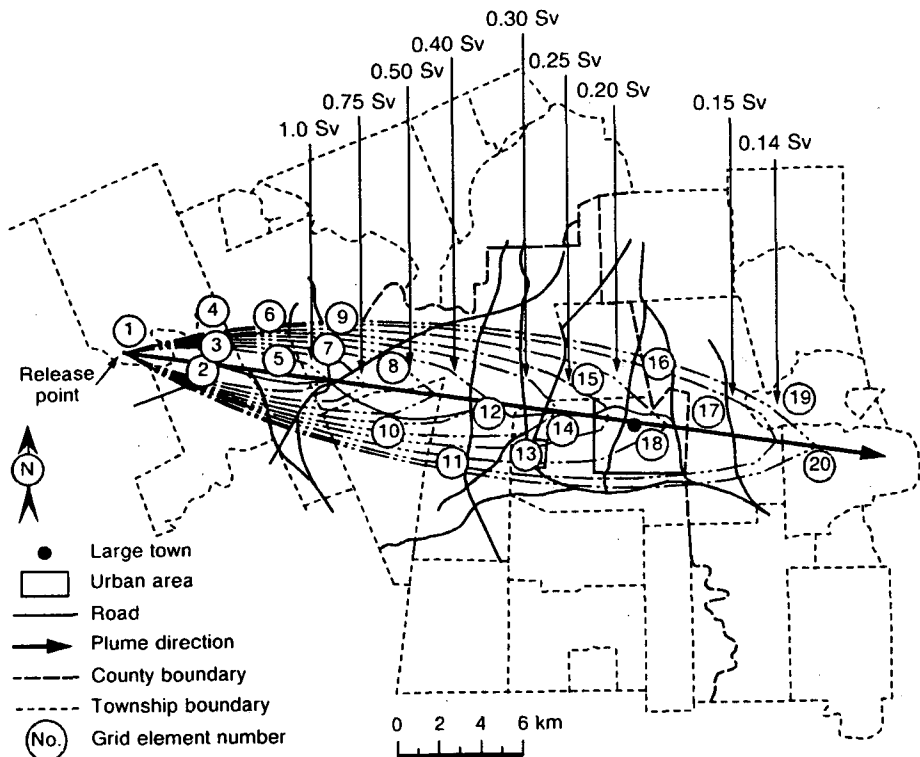 0.30 Sv
0.40 Sv
0.25 Sv
0.50 Sv
0.20 Sv
0.75 Sv
0.15 Sv
1.0 Sv
0.14 Sv
1
4
6
9
3
7
16
2
5
8
15
Release
point
19
17
12
10
14
18
11
13
20
N
Large town
Urban area
Road
Plume direction
County boundary
Township boundary
No. Grid element number
0 2 4 6 km